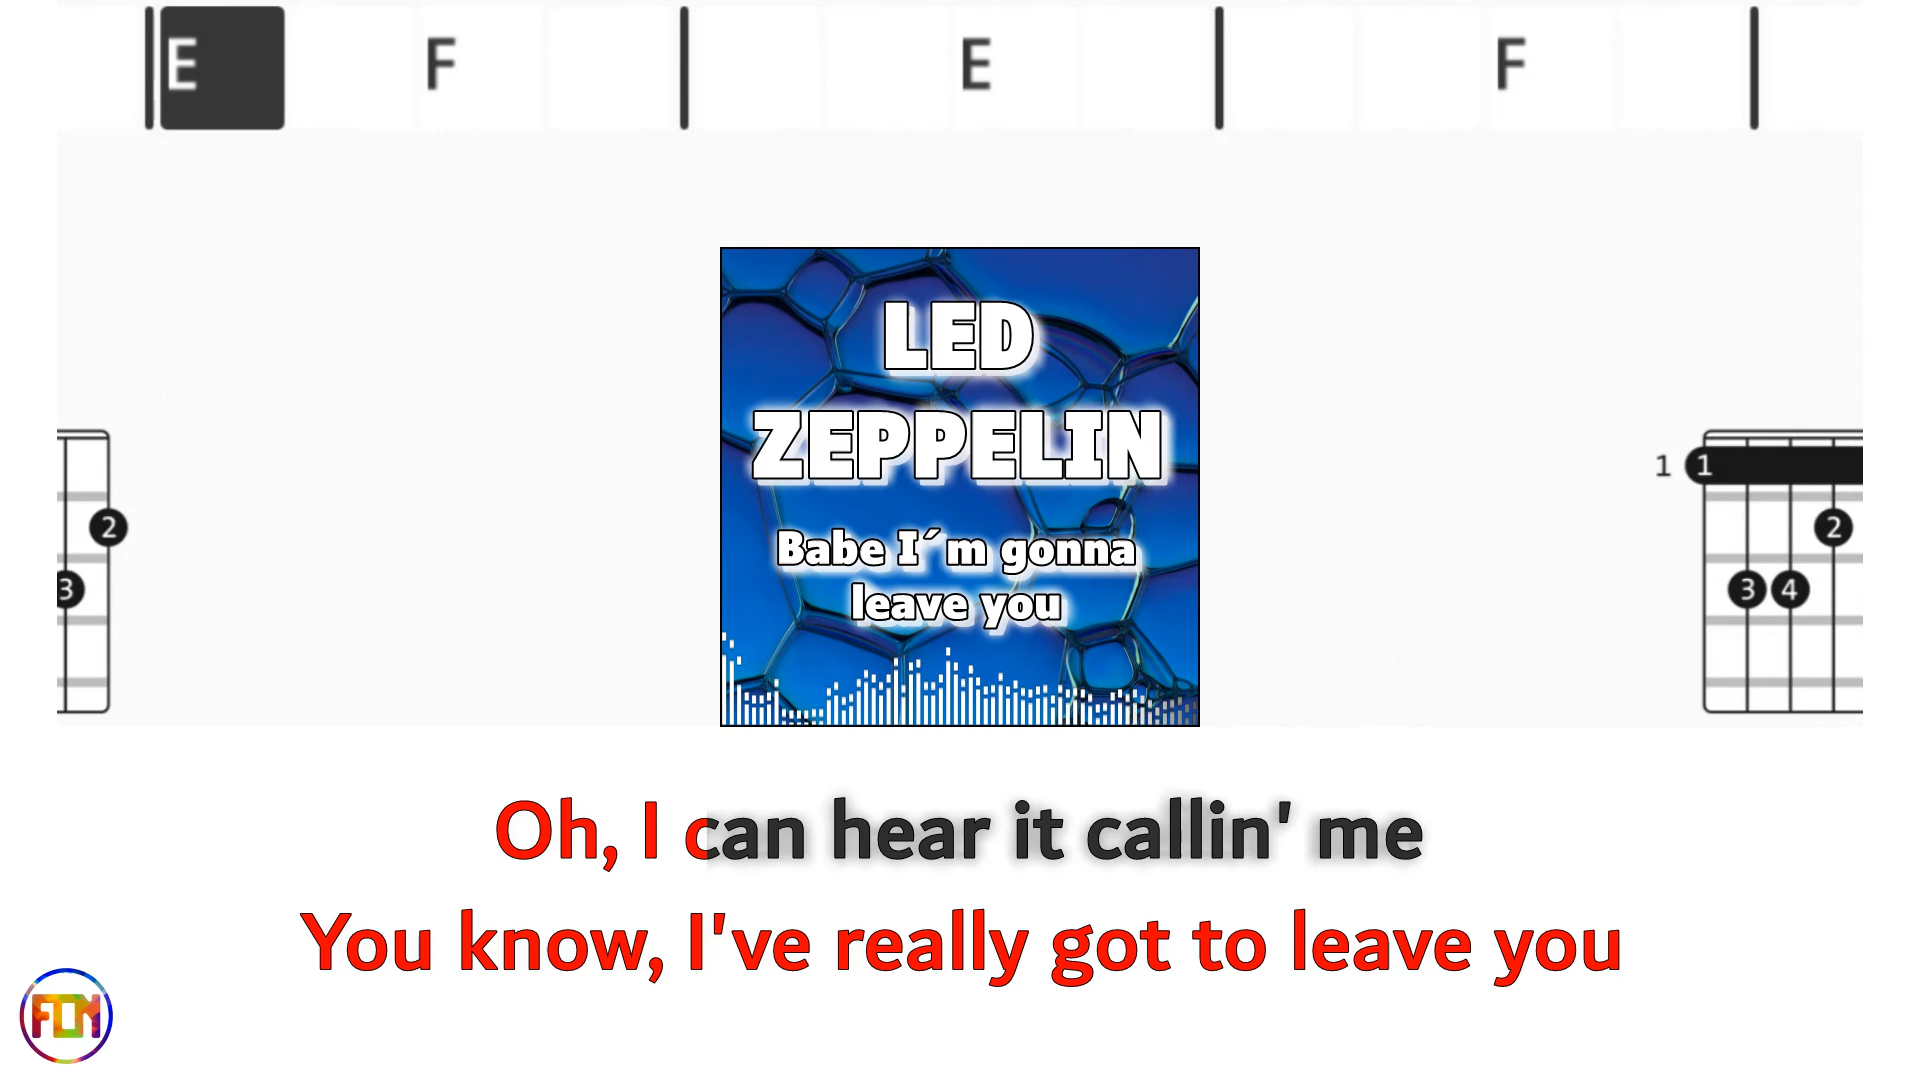 E F E F
LED
ZEPPELIN
Babe I´m gonna
leave you
2
3
1 1
2
3 4
Oh, I can hear it callin' me
You know, I've really got to leave you
FOM